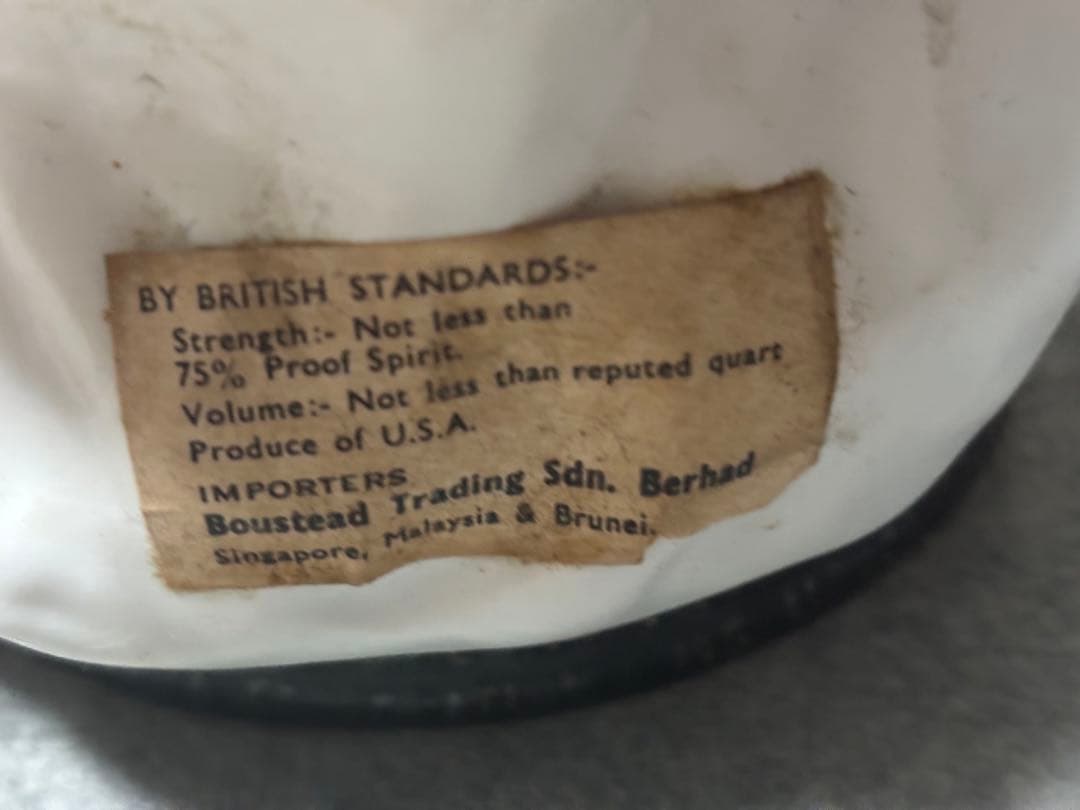 BY BRITISH STANDARDS:-
Strength:- Not less than
75% Proof Spirit.
Volume:- Not less than reputed quart
Produce of U.S.A.
IMPORTERS
Boustead Trading Sdn. Berhad
Singapore, Malaysia & Brunei.